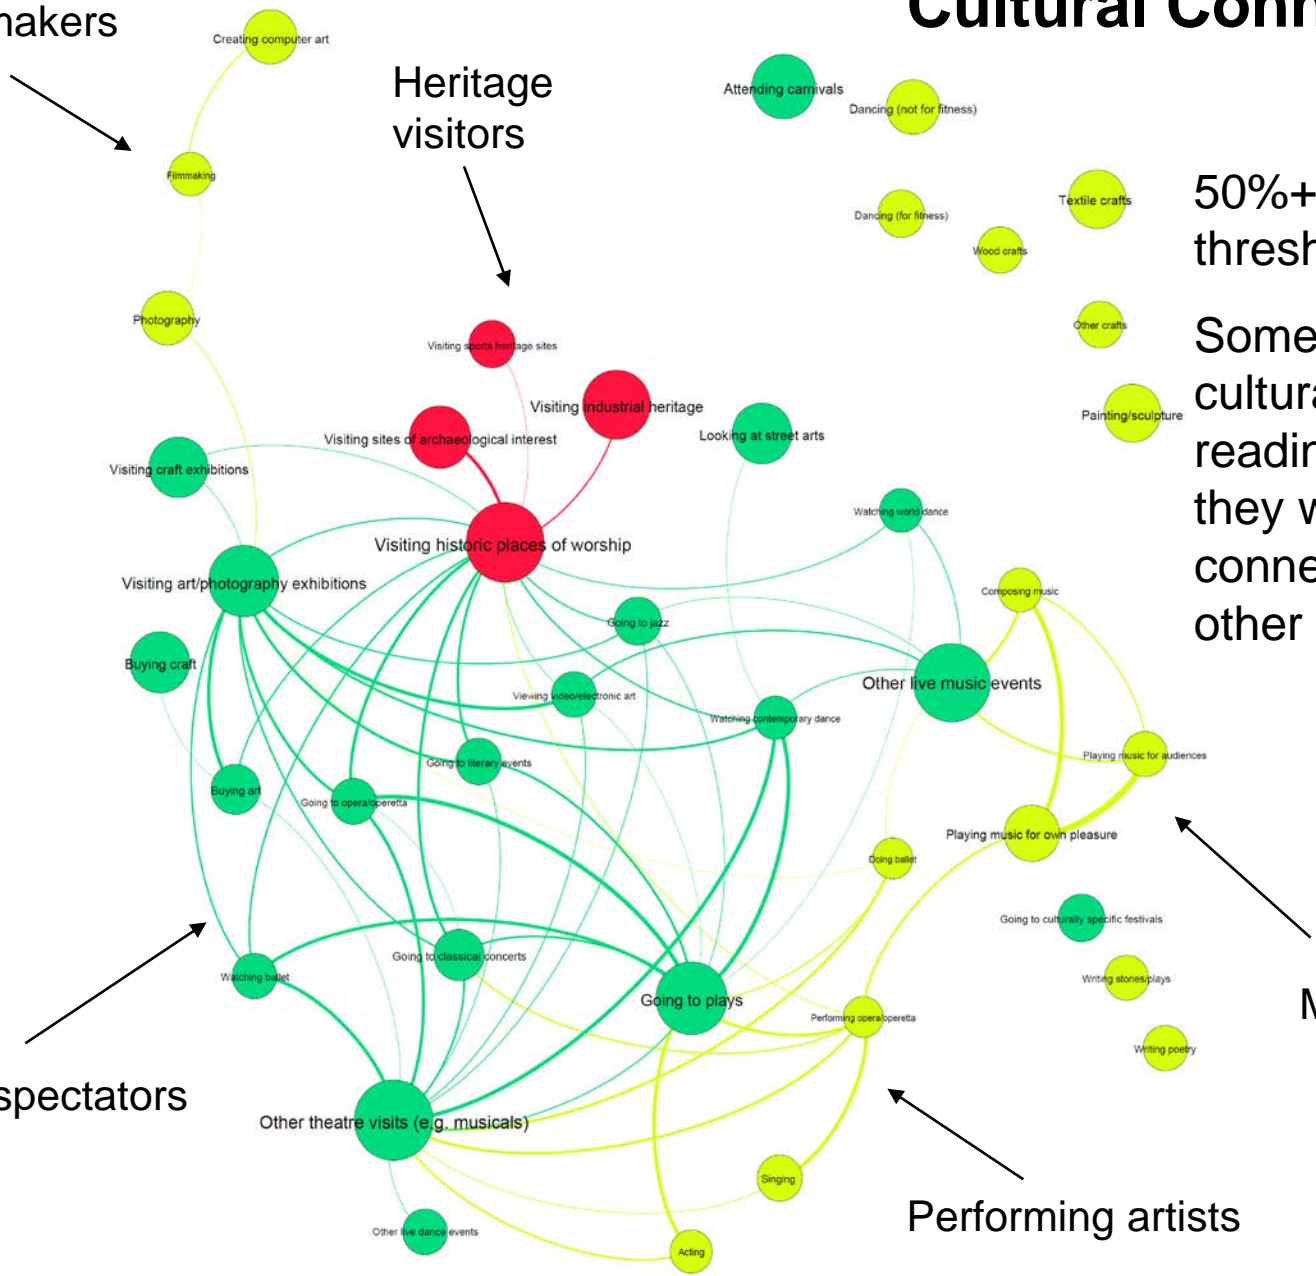 Cultural Conn
makers
Creating computer art
Heritage
visitors
Attending carnivals
Dancing (not for fitness)
Filmmaking
50%+
thresh
Textile crafts
Dancing (for fitness)
Wood crafts
Photography
Other crafts
Some
cultura
readin
they w
conne
other
Visiting sports heritage sites
Visiting Industrial heritage
Painting/sculpture
Visiting sites of archaeological interest
Looking at street arts
Visiting craft exhibitions
Watching world dance
Visiting historic places of worship
Visiting art/photography exhibitions
Composing music
Going to jazz
Buying craft
Other live music events
Viewing video/electronic art
Watching contemporary dance
Playing music for audiences
Going to literary events
Buying art
Going to opera/operetta
Playing music for own pleasure
Doing ballet
Going to culturally specific festivals
Going to classical concerts
Watching ballet
Writing stories/plays
Going to plays
M
Performing opera/operetta
Writing poetry
spectators
Other theatre visits (e.g. musicals)
Singing
Performing artists
Other live dance events
Acting